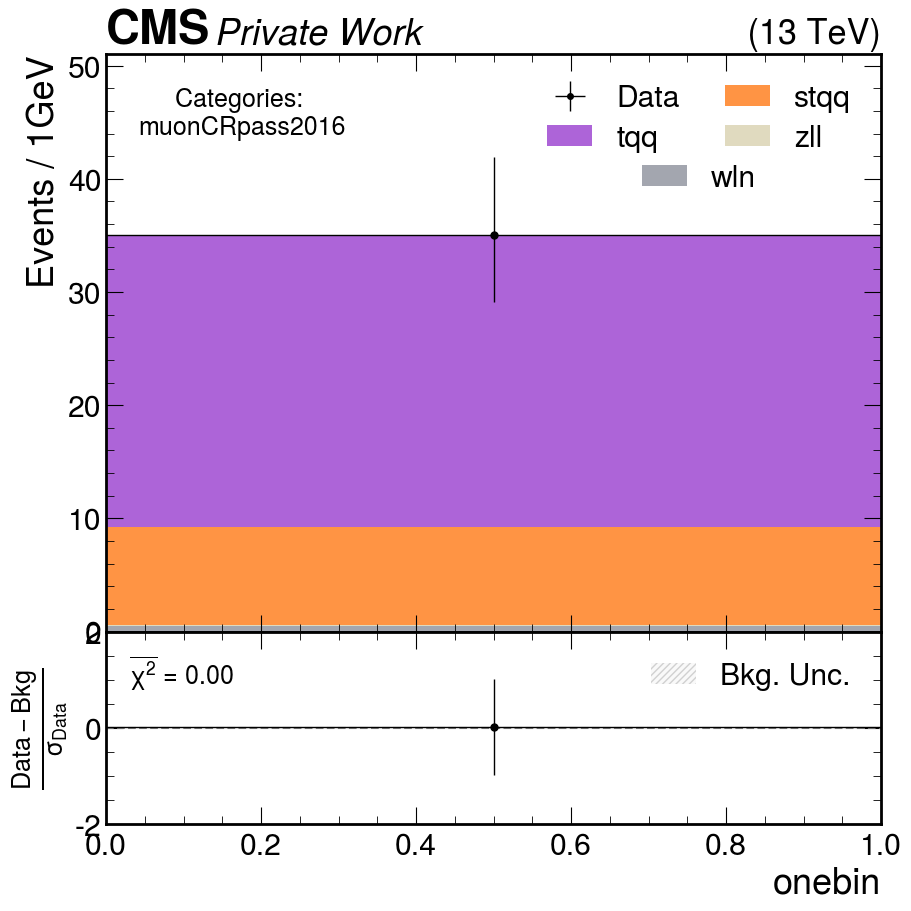 CMS Private Work (13 TeV)
Events / 1GeV
Categories:
muonCRpass2016
Data
stqq
tqq
zll
wln
50
40
30
20
10
0
2
0
-2
Data – Bkg
σData
χ² = 0.00
Bkg. Unc.
0.0 0.2 0.4 0.6 0.8 1.0
onebin